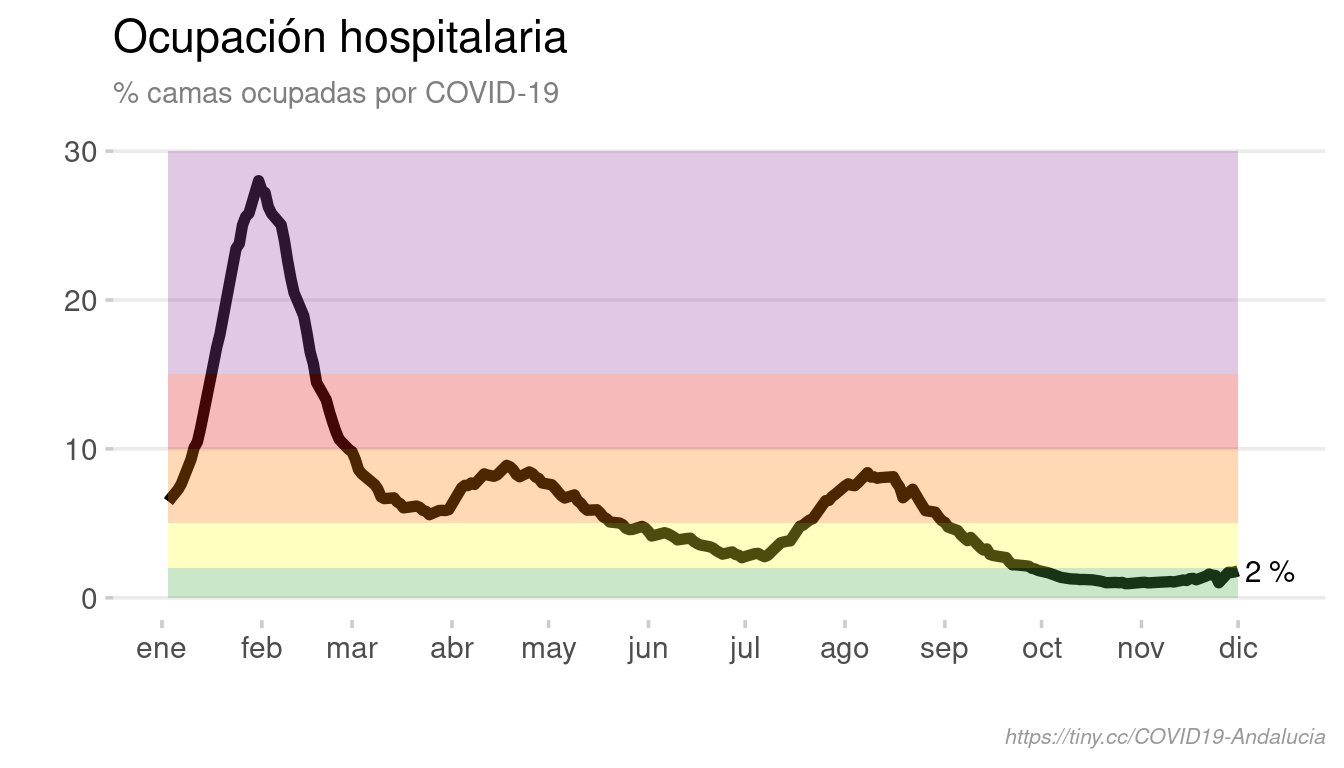 Ocupación hospitalaria
% camas ocupadas por COVID-19
30
20
10
0
2 %
ene feb mar abr may jun jul ago sep oct nov dic
https://tiny.cc/COVID19-Andalucia